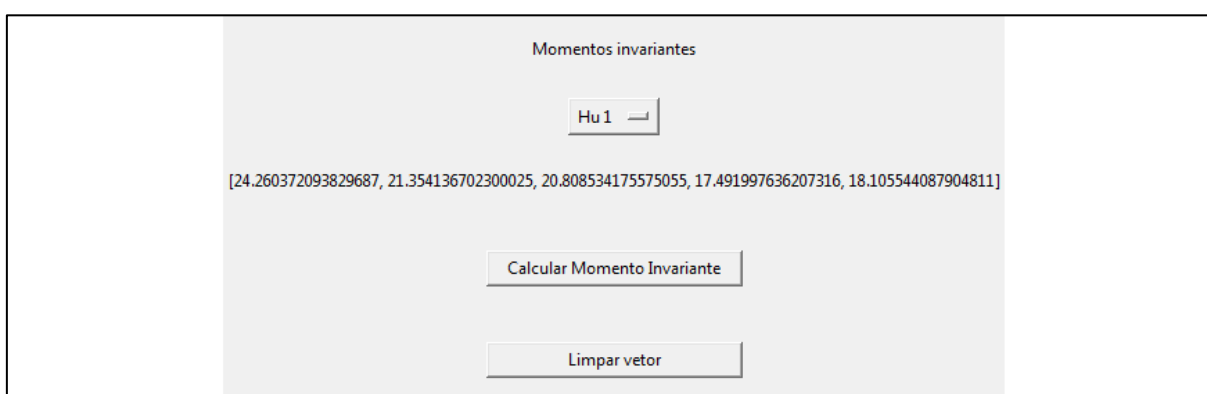 Momentos invariantes
Hu 1
[24.260372093829687, 21.354136702300025, 20.808534175575055, 17.491997636207316, 18.105544087904811]
Calcular Momento Invariante
Limpar vetor